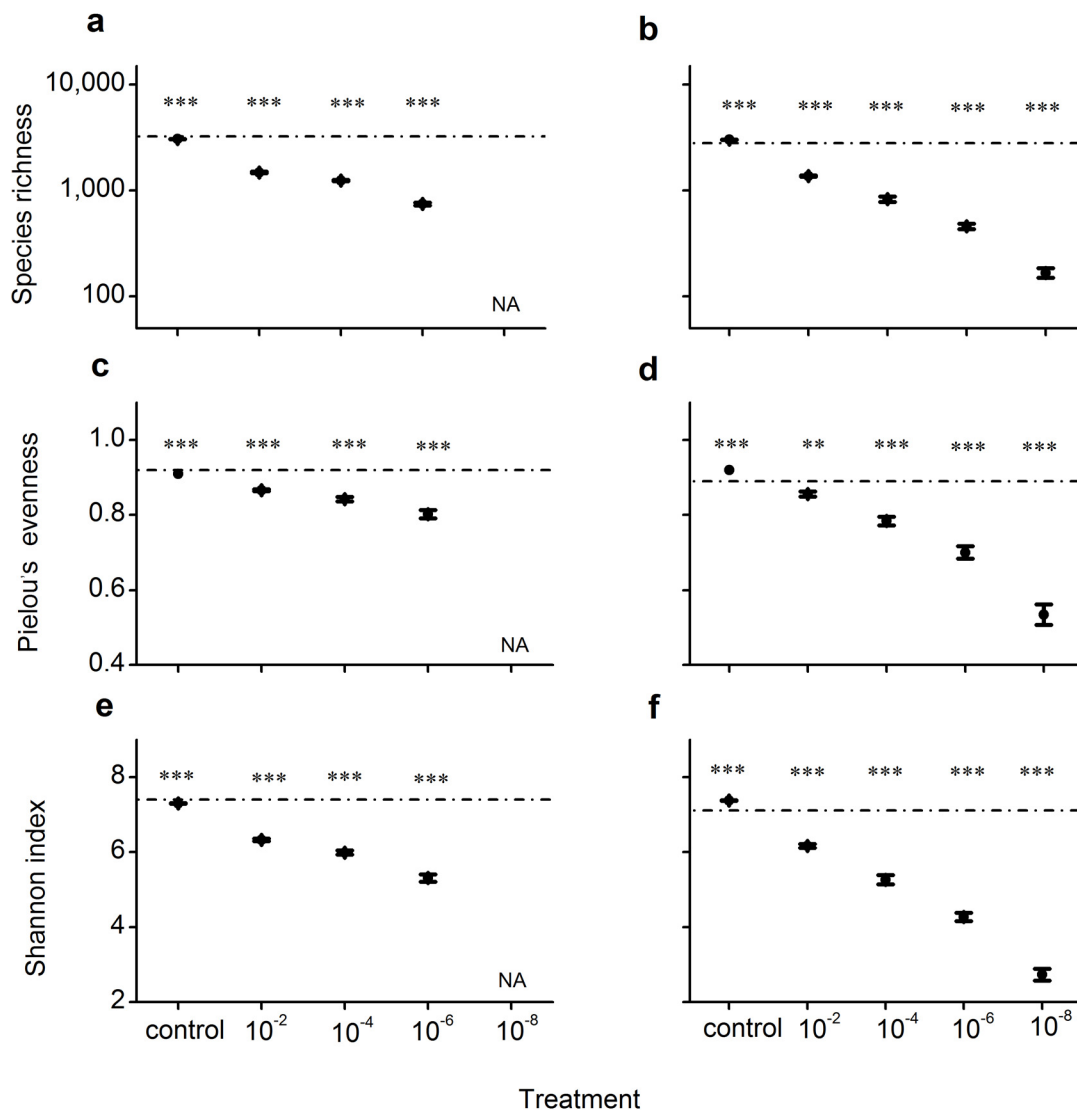 a
b
10,000
1,000
100
Species richness
*** *** *** ***
NA
*** *** *** *** ***
c
d
1.0
0.8
0.6
0.4
Pielou's evenness
*** *** *** ***
NA
*** ** *** *** ***
e
f
8
6
4
2
Shannon index
*** *** *** ***
NA
*** *** *** *** ***
control 10⁻² 10⁻⁴ 10⁻⁶ 10⁻⁸
control 10⁻² 10⁻⁴ 10⁻⁶ 10⁻⁸
Treatment